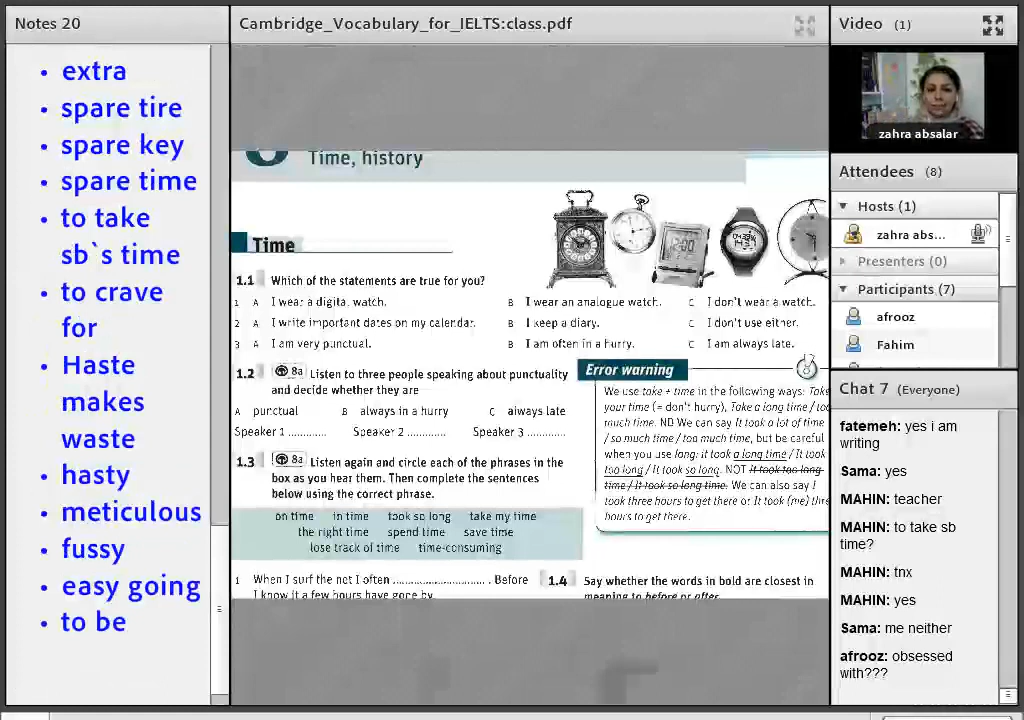 Notes 20
• extra
• spare tire
• spare key
• spare time
• to take
sb`s time
• to crave
for
• Haste
makes
waste
• hasty
• meticulous
• fussy
• easy going
• to be
Cambridge_Vocabulary_for_IELTS:class.pdf
Time, history
Time
1.1 Which of the statements are true for you?
1 A I wear a digital watch. B I wear an analogue watch. C I don't wear a watch.
2 A I write important dates on my calendar. B I keep a diary. C I don't use either.
3 A I am very punctual. B I am often in a hurry. C I am always late.
1.2 8a Listen to three people speaking about punctuality
and decide whether they are
A punctual B always in a hurry C always late
Speaker 1 ............ Speaker 2 ............ Speaker 3 ............
1.3 8a Listen again and circle each of the phrases in the
box as you hear them. Then complete the sentences
below using the correct phrase.
on time in time took so long take my time
the right time spend time save time
lose track of time time-consuming
1 When I surf the net I often ............................ . Before
I know it a few hours have gone by.
Error warning
We use take + time in the following ways: Take
your time (= don't hurry), Take a long time / too
much time. NO We can say It took a lot of time
/ so much time / too much time, but be careful
when you use long: it took a long time / It took
too long / It took so long. NOT It took too long
time / It took so long time. We can also say I
took three hours to get there or It took (me) thre
hours to get there.
1.4 Say whether the words in bold are closest in
meaning to before or after.
Video (1)
zahra absalar
Attendees (8)
Hosts (1)
zahra abs...
Presenters (0)
Participants (7)
afrooz
Fahim
Chat 7 (Everyone)
fatemeh: yes i am
writing
Sama: yes
MAHIN: teacher
MAHIN: to take sb
time?
MAHIN: tnx
MAHIN: yes
Sama: me neither
afrooz: obsessed
with???